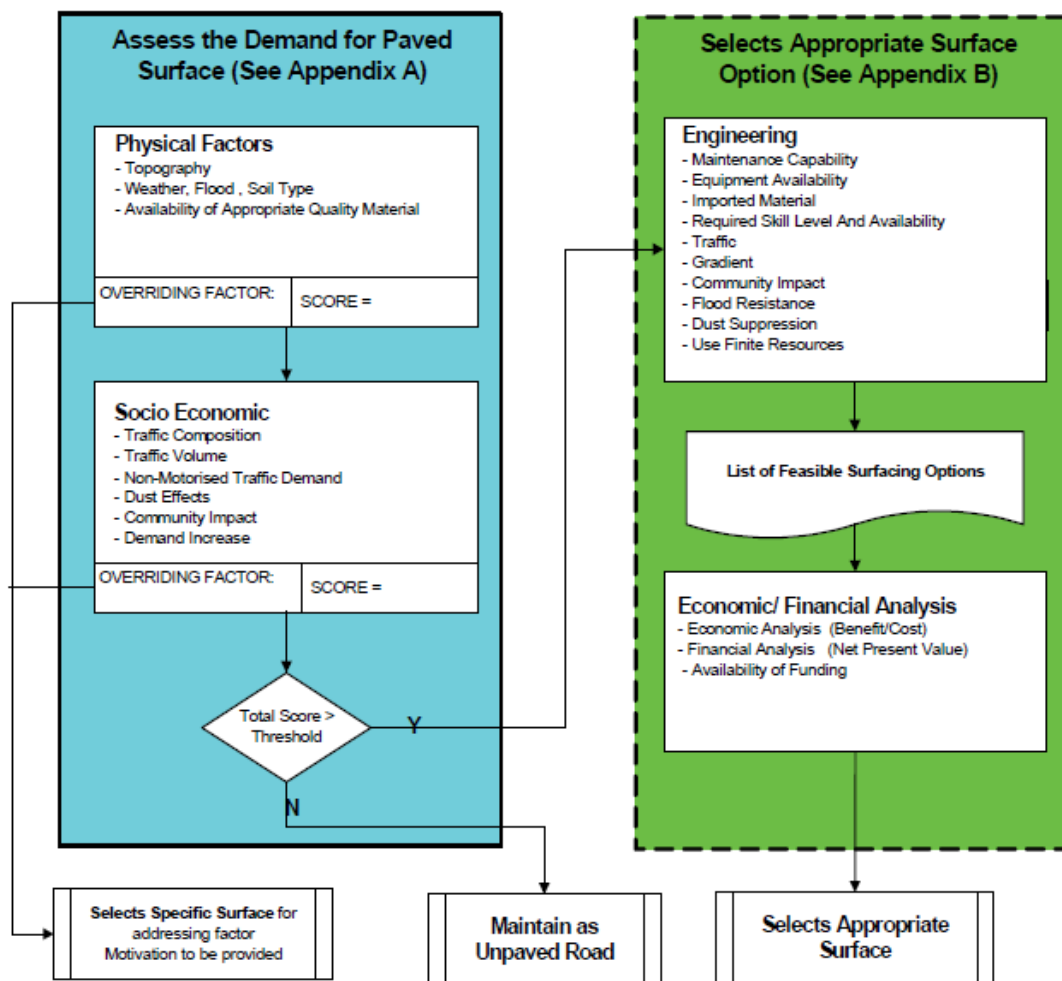 Assess the Demand for Paved
Surface (See Appendix A)
Physical Factors
- Topography
- Weather, Flood , Soil Type
- Availability of Appropriate Quality Material
OVERRIDING FACTOR:
SCORE =
Socio Economic
- Traffic Composition
- Traffic Volume
- Non-Motorised Traffic Demand
- Dust Effects
- Community Impact
- Demand Increase
OVERRIDING FACTOR:
SCORE =
Total Score >
Threshold
Y
N
Selects Specific Surface for
addressing factor
Motivation to be provided
Maintain as
Unpaved Road
Selects Appropriate Surface
Option (See Appendix B)
Engineering
- Maintenance Capability
- Equipment Availability
- Imported Material
- Required Skill Level And Availability
- Traffic
- Gradient
- Community Impact
- Flood Resistance
- Dust Suppression
- Use Finite Resources
List of Feasible Surfacing Options
Economic/ Financial Analysis
- Economic Analysis (Benefit/Cost)
- Financial Analysis (Net Present Value)
- Availability of Funding
Selects Appropriate
Surface